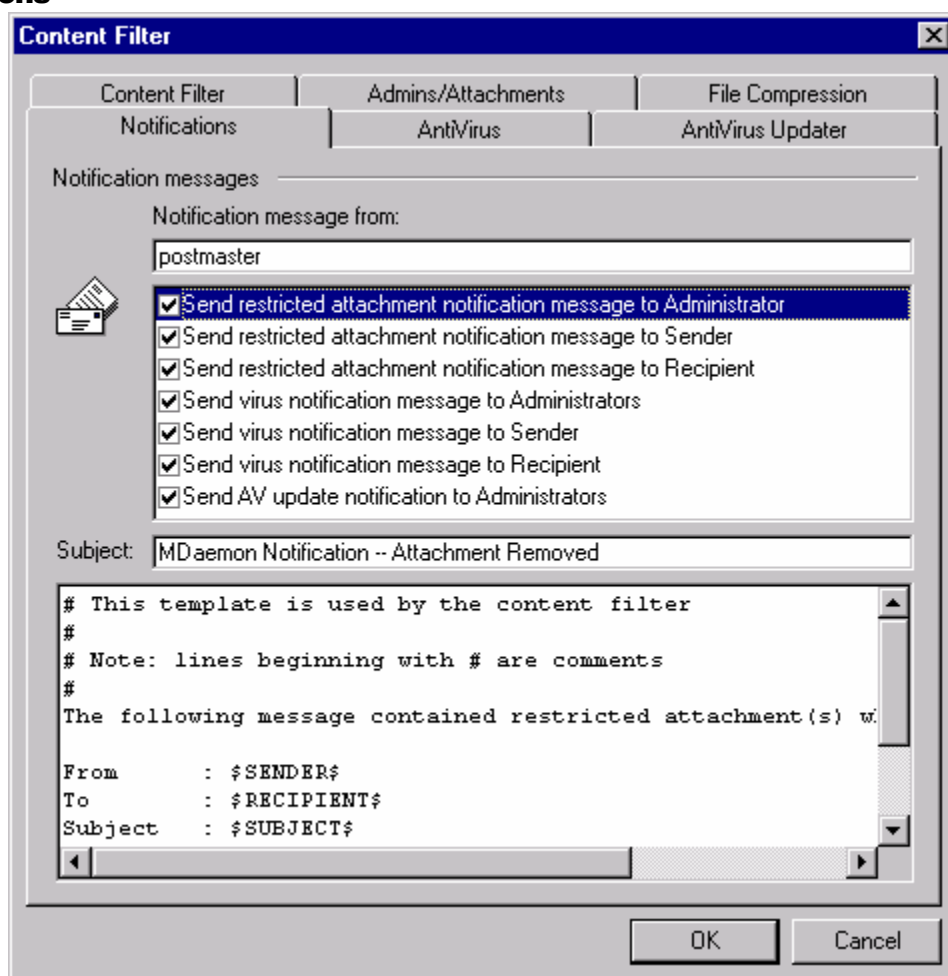 Content Filter
Content Filter Admins/Attachments File Compression
Notifications AntiVirus AntiVirus Updater
Notification messages
Notification message from:
postmaster
Send restricted attachment notification message to Administrator
Send restricted attachment notification message to Sender
Send restricted attachment notification message to Recipient
Send virus notification message to Administrators
Send virus notification message to Sender
Send virus notification message to Recipient
Send AV update notification to Administrators
Subject: MDaemon Notification -- Attachment Removed
# This template is used by the content filter
#
# Note: lines beginning with # are comments
#
The following message contained restricted attachment(s)
From : $SENDER$
To : $RECIPIENT$
Subject : $SUBJECT$
OK Cancel